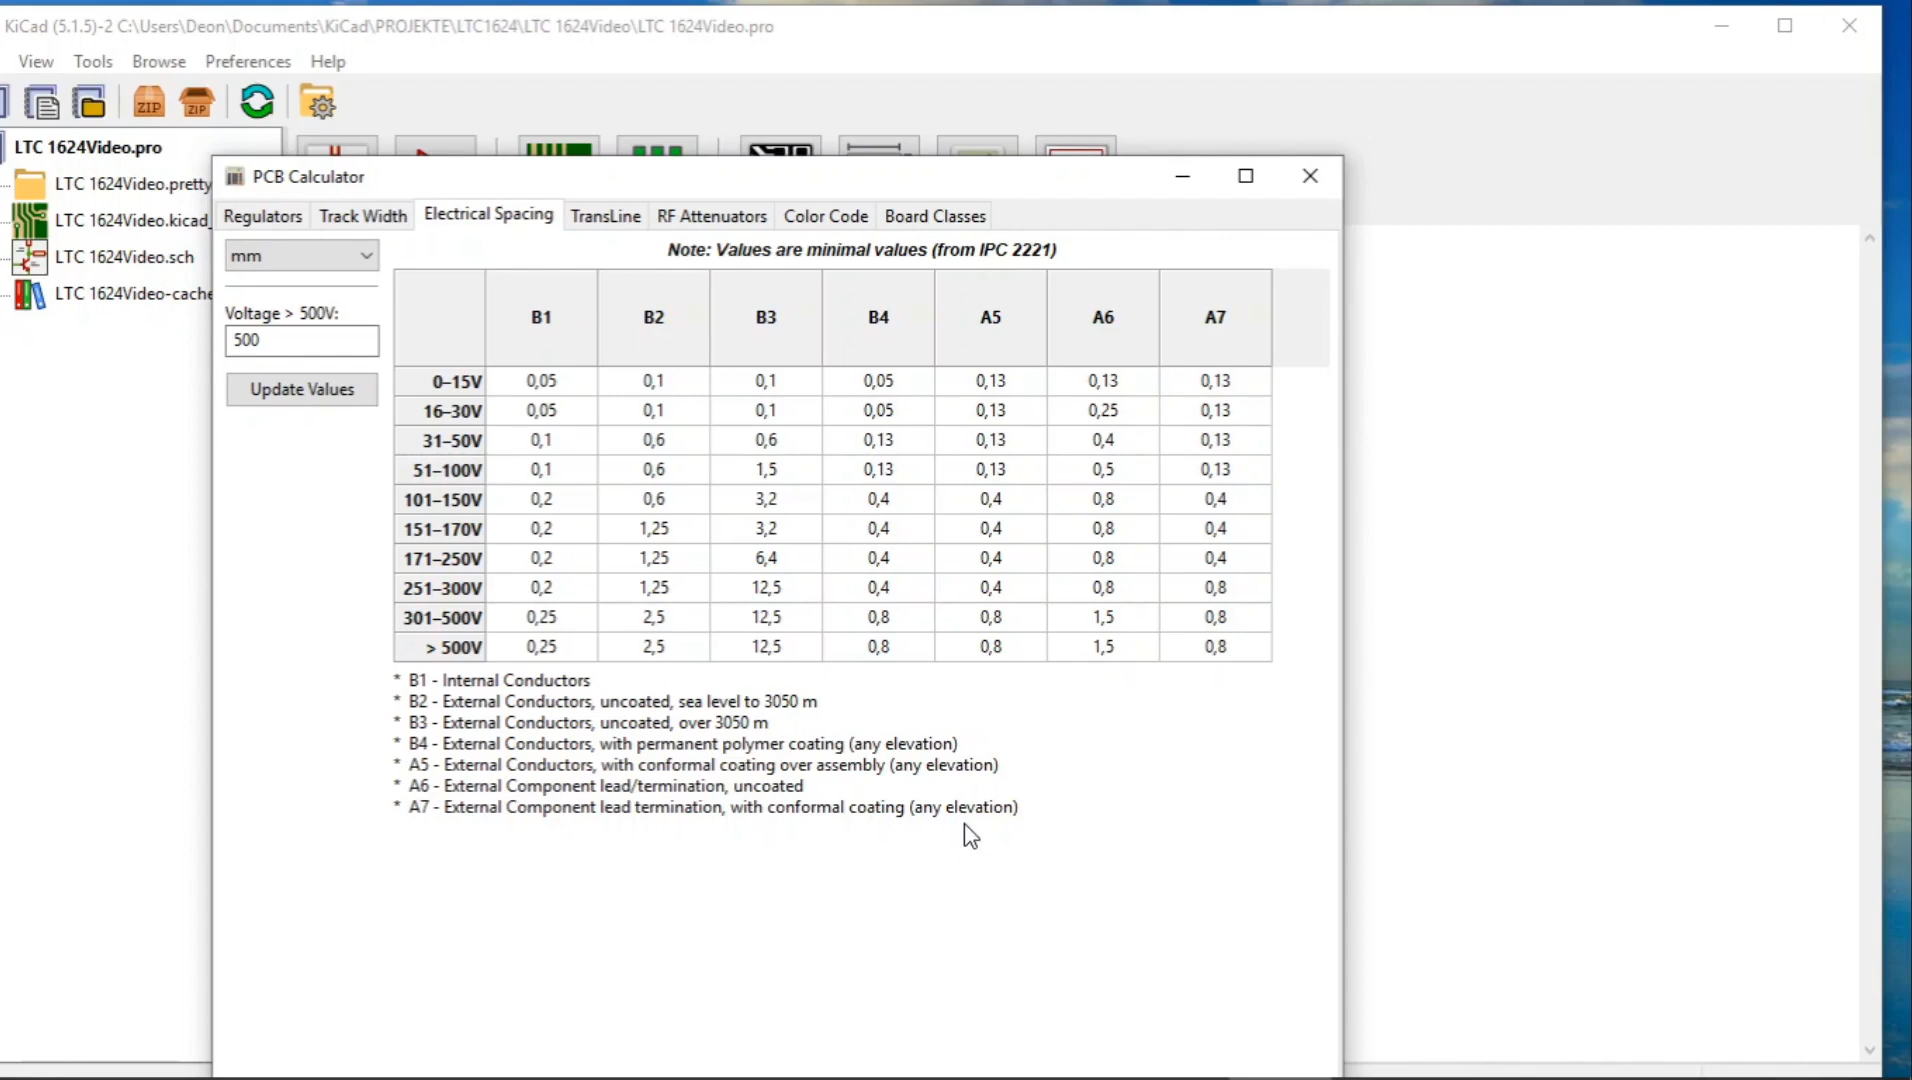 KiCad (5.1.5)-2 C:\Users\Deon\Documents\KiCad\PROJEKTE\LTC1624\LTC 1624Video\LTC 1624Video.pro
View Tools Browse Preferences Help
ZIP ZIP
LTC 1624Video.pro
LTC 1624Video.pretty
LTC 1624Video.kicad_
LTC 1624Video.sch
LTC 1624Video-cache
PCB Calculator
Regulators Track Width Electrical Spacing TransLine RF Attenuators Color Code Board Classes
mm
Voltage > 500V:
500
Update Values
Note: Values are minimal values (from IPC 2221)
B1 B2 B3 B4 A5 A6 A7
0–15V 0,05 0,1 0,1 0,05 0,13 0,13 0,13
16–30V 0,05 0,1 0,1 0,05 0,13 0,25 0,13
31–50V 0,1 0,6 0,6 0,13 0,13 0,4 0,13
51–100V 0,1 0,6 1,5 0,13 0,13 0,5 0,13
101–150V 0,2 0,6 3,2 0,4 0,4 0,8 0,4
151–170V 0,2 1,25 3,2 0,4 0,4 0,8 0,4
171–250V 0,2 1,25 6,4 0,4 0,4 0,8 0,4
251–300V 0,2 1,25 12,5 0,4 0,4 0,8 0,8
301–500V 0,25 2,5 12,5 0,8 0,8 1,5 0,8
> 500V 0,25 2,5 12,5 0,8 0,8 1,5 0,8
* B1 - Internal Conductors
* B2 - External Conductors, uncoated, sea level to 3050 m
* B3 - External Conductors, uncoated, over 3050 m
* B4 - External Conductors, with permanent polymer coating (any elevation)
* A5 - External Conductors, with conformal coating over assembly (any elevation)
* A6 - External Component lead/termination, uncoated
* A7 - External Component lead termination, with conformal coating (any elevation)